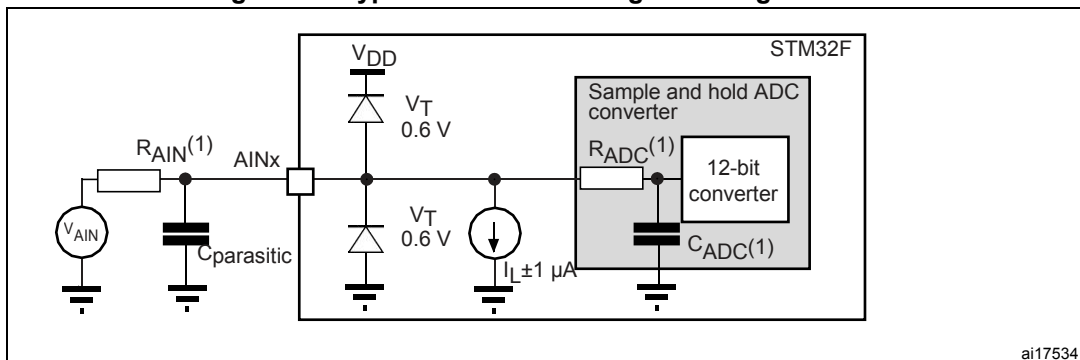 STM32F
VDD
Sample and hold ADC
converter
VT
0.6 V
RAIN(1)
AINx
RADC(1)
12-bit
converter
VAIN
Cparasitic
VT
0.6 V
IL±1 µA
CADC(1)
ai17534